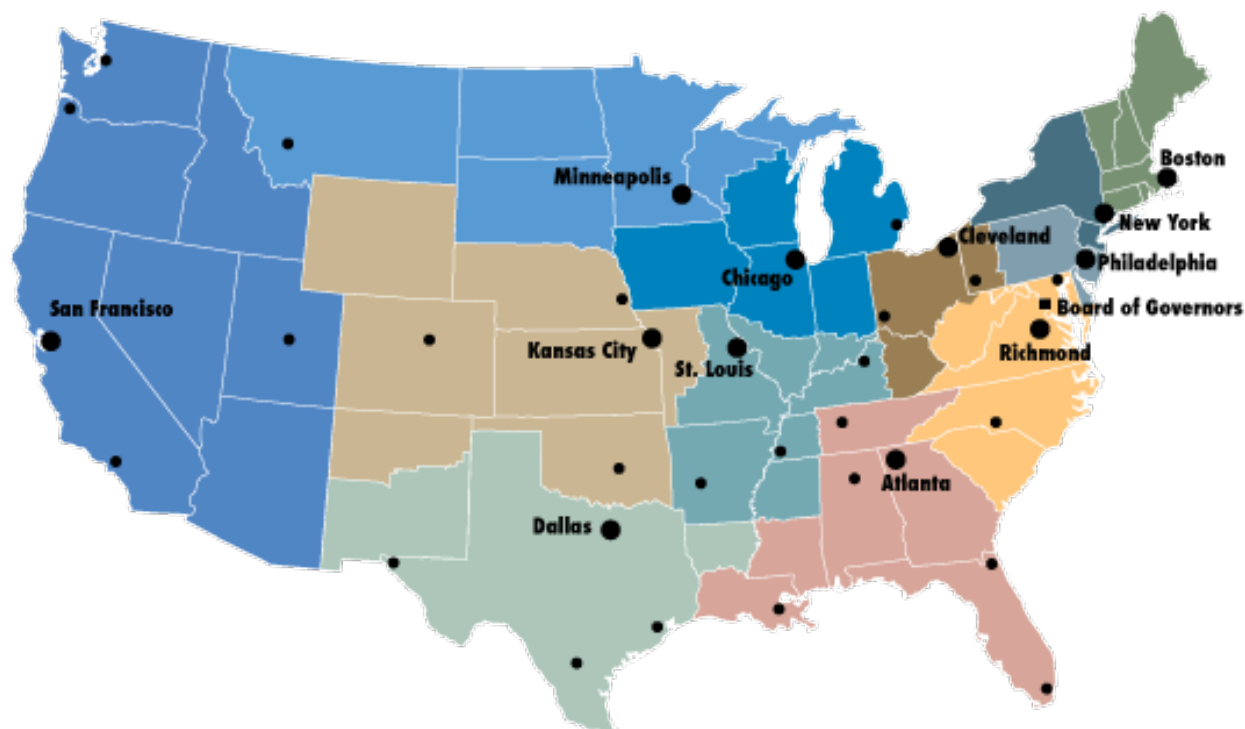 Boston
Minneapolis
New York
Cleveland
Philadelphia
Chicago
San Francisco
Board of Governors
Kansas City
Richmond
St. Louis
Atlanta
Dallas